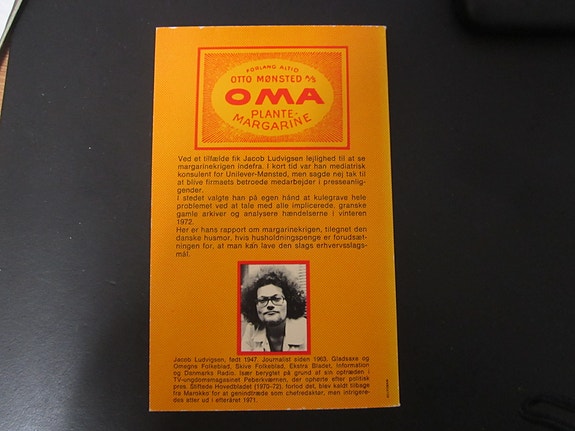 FORLANG ALTID
OTTO MØNSTED A/S
OMA
PLANTE-
MARGARINE
Ved et tilfælde fik Jacob Ludvigsen lejlighed til at se
margarinekrigen indefra. I kort tid var han mediatrisk
konsulent for Unilever-Mønsted, men sagde nej tak til
at blive firmaets betroede medarbejder i presseanlig-
gender.
I stedet valgte han på egen hånd at kulegrave hele
problemet ved at tale med alle implicerede, granske
gamle arkiver og analysere hændelserne i vinteren
1972.
Her er hans rapport om margarinekrigen, tilegnet den
danske husmor, hvis husholdningspenge er forudsæt-
ningen for, at man kan lave den slags erhvervsslags-
mål.
Jacob Ludvigsen, født 1947. Journalist siden 1963. Gladsaxe og
Omegns Folkeblad, Skive Folkeblad, Ekstra Bladet, Information
og Danmarks Radio. Især berygtet på grund af sin optræden i
TV-ungdomsmagasinet Peberkværnen, der ophørte efter politisk
pres. Stiftede Hovedbladet (1970-72), forlod det, blev kaldt tilbage
fra Marokko for at genindtræde som chefredaktør, men intrigere-
des atter ud i efteråret 1971.